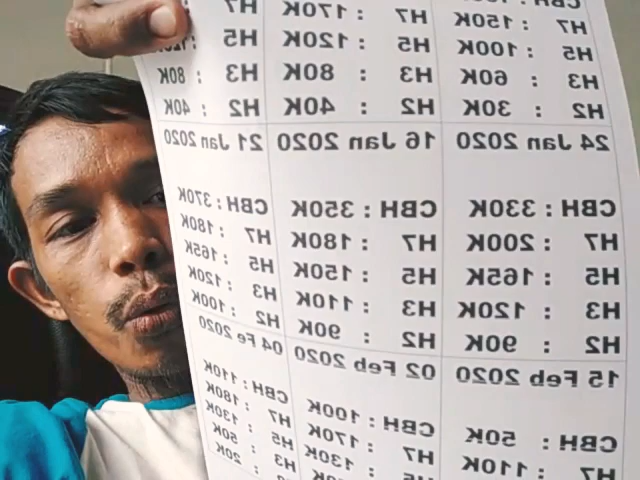 CBH :
H7 : 150K
H5 : 100K
H3 : 60K
H2 : 30K
24 Jan 2020
CBH : 330K
H7 : 200K
H5 : 165K
H3 : 120K
H2 : 90K
15 Feb 2020
CBH : 50K
H7 : 110K
H7 : 170K
H5 : 120K
H3 : 80K
H2 : 40K
16 Jan 2020
CBH : 350K
H7 : 180K
H5 : 150K
H3 : 110K
H2 : 90K
02 Feb 2020
CBH : 100K
H7 : 170K
H5 : 130K
H7 :
H5 :
H3 : 80K
H2 : 40K
21 Jan 2020
CBH : 370K
H7 : 180K
H5 : 165K
H3 : 120K
H2 : 100K
04 Fe 2020
CBH : 110K
H7 : 180K
H5 : 130K
H3 : 50K
: 20K